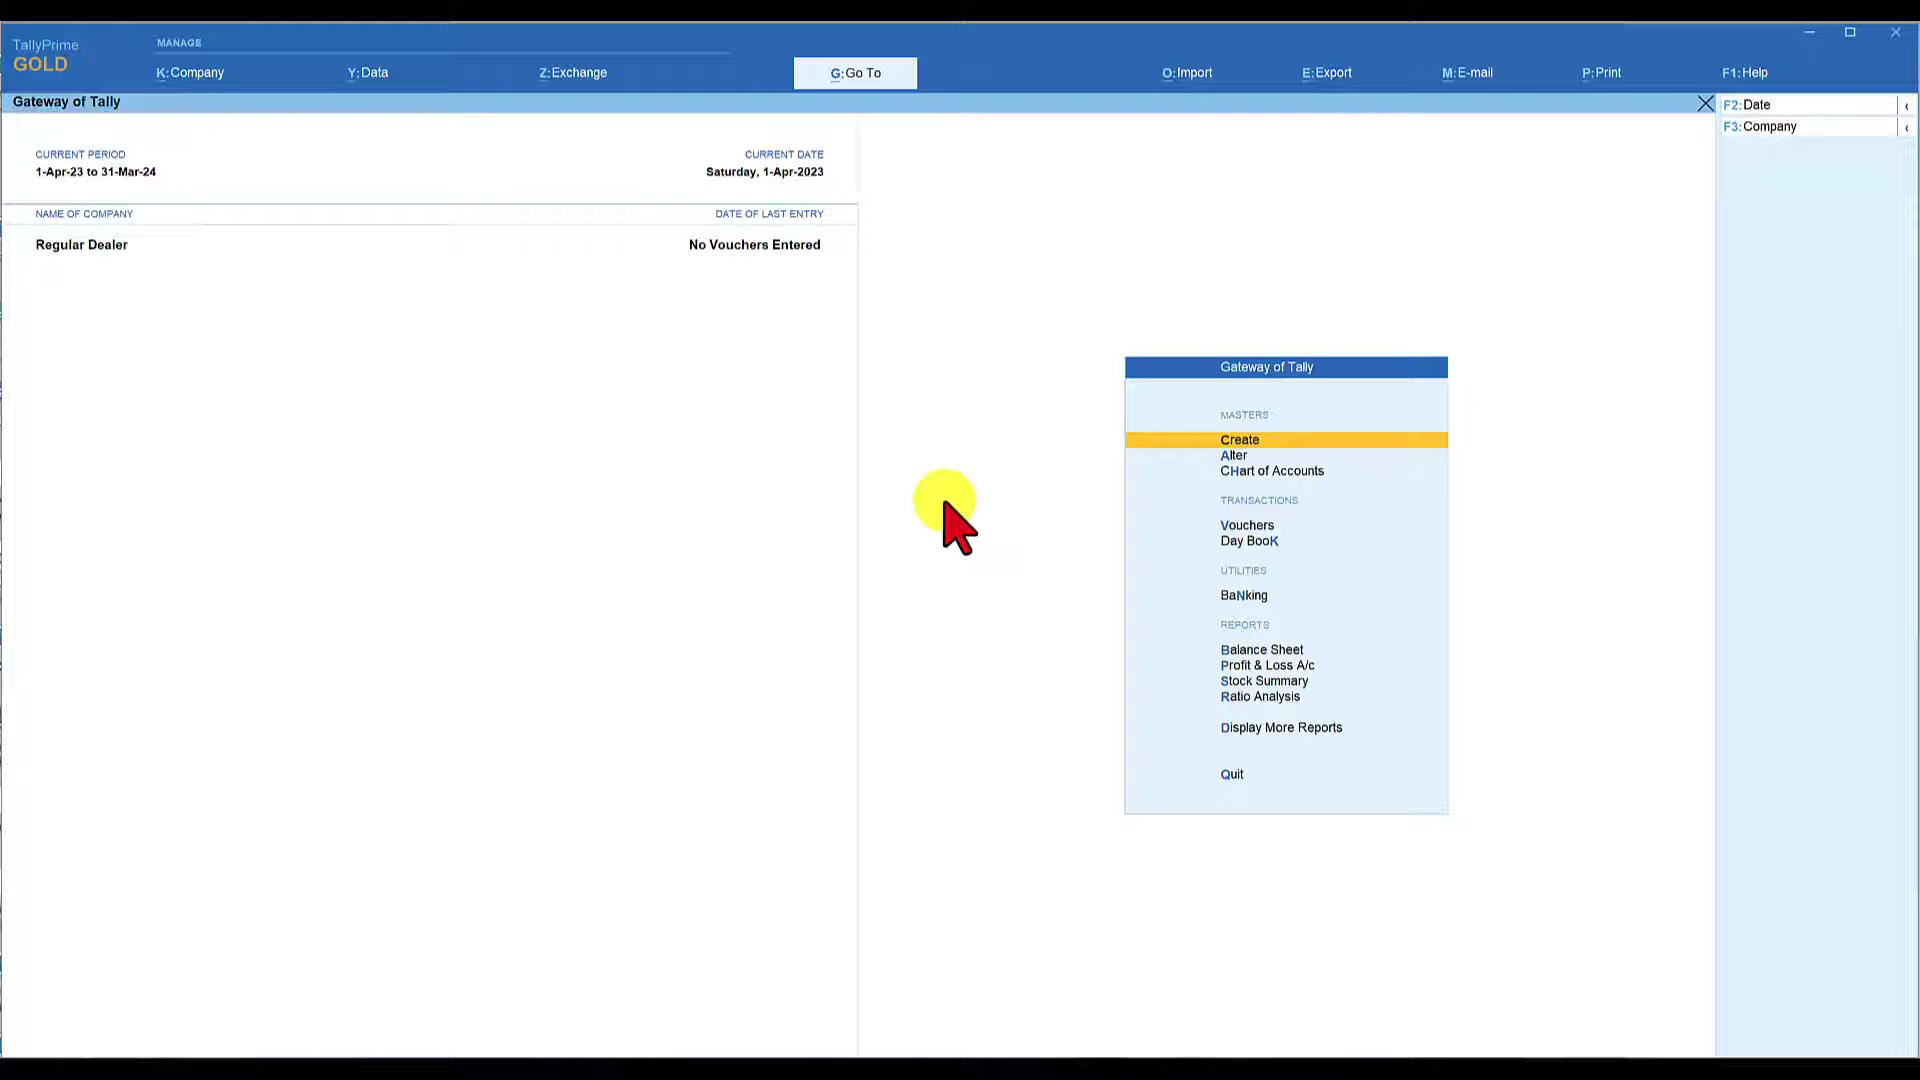 TallyPrime
GOLD
MANAGE
K:Company
Y:Data
Z:Exchange
G:Go To
O:Import
E:Export
M:E-mail
P:Print
F1:Help
Gateway of Tally
F2:Date
F3:Company
CURRENT PERIOD
CURRENT DATE
1-Apr-23 to 31-Mar-24
Saturday, 1-Apr-2023
NAME OF COMPANY
DATE OF LAST ENTRY
Regular Dealer
No Vouchers Entered
Gateway of Tally
MASTERS
Create
Alter
CHart of Accounts
TRANSACTIONS
Vouchers
Day BooK
UTILITIES
BaNking
REPORTS
Balance Sheet
Profit & Loss A/c
Stock Summary
Ratio Analysis
Display More Reports
Quit